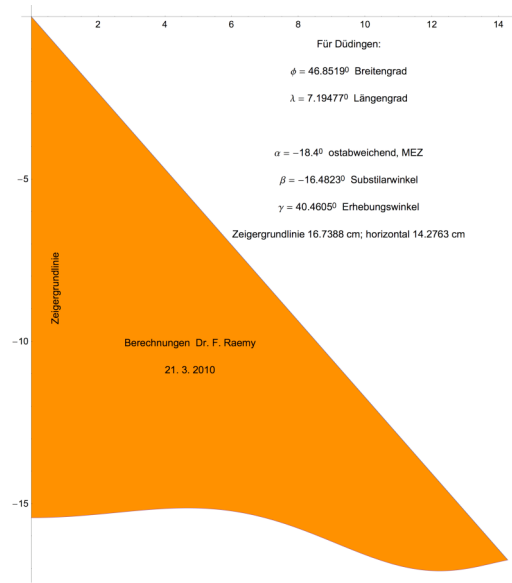 2 4 6 8 10 12 14
Für Düdingen:
ϕ = 46.8519⁰ Breitengrad
λ = 7.19477⁰ Längengrad
α = −18.4⁰ ostabweichend, MEZ
−5
β = −16.4823⁰ Substilarwinkel
γ = 40.4605⁰ Erhebungswinkel
Zeigergrundlinie 16.7388 cm; horizontal 14.2763 cm
Zeigergrundlinie
−10
Berechnungen Dr. F. Raemy
21. 3. 2010
−15